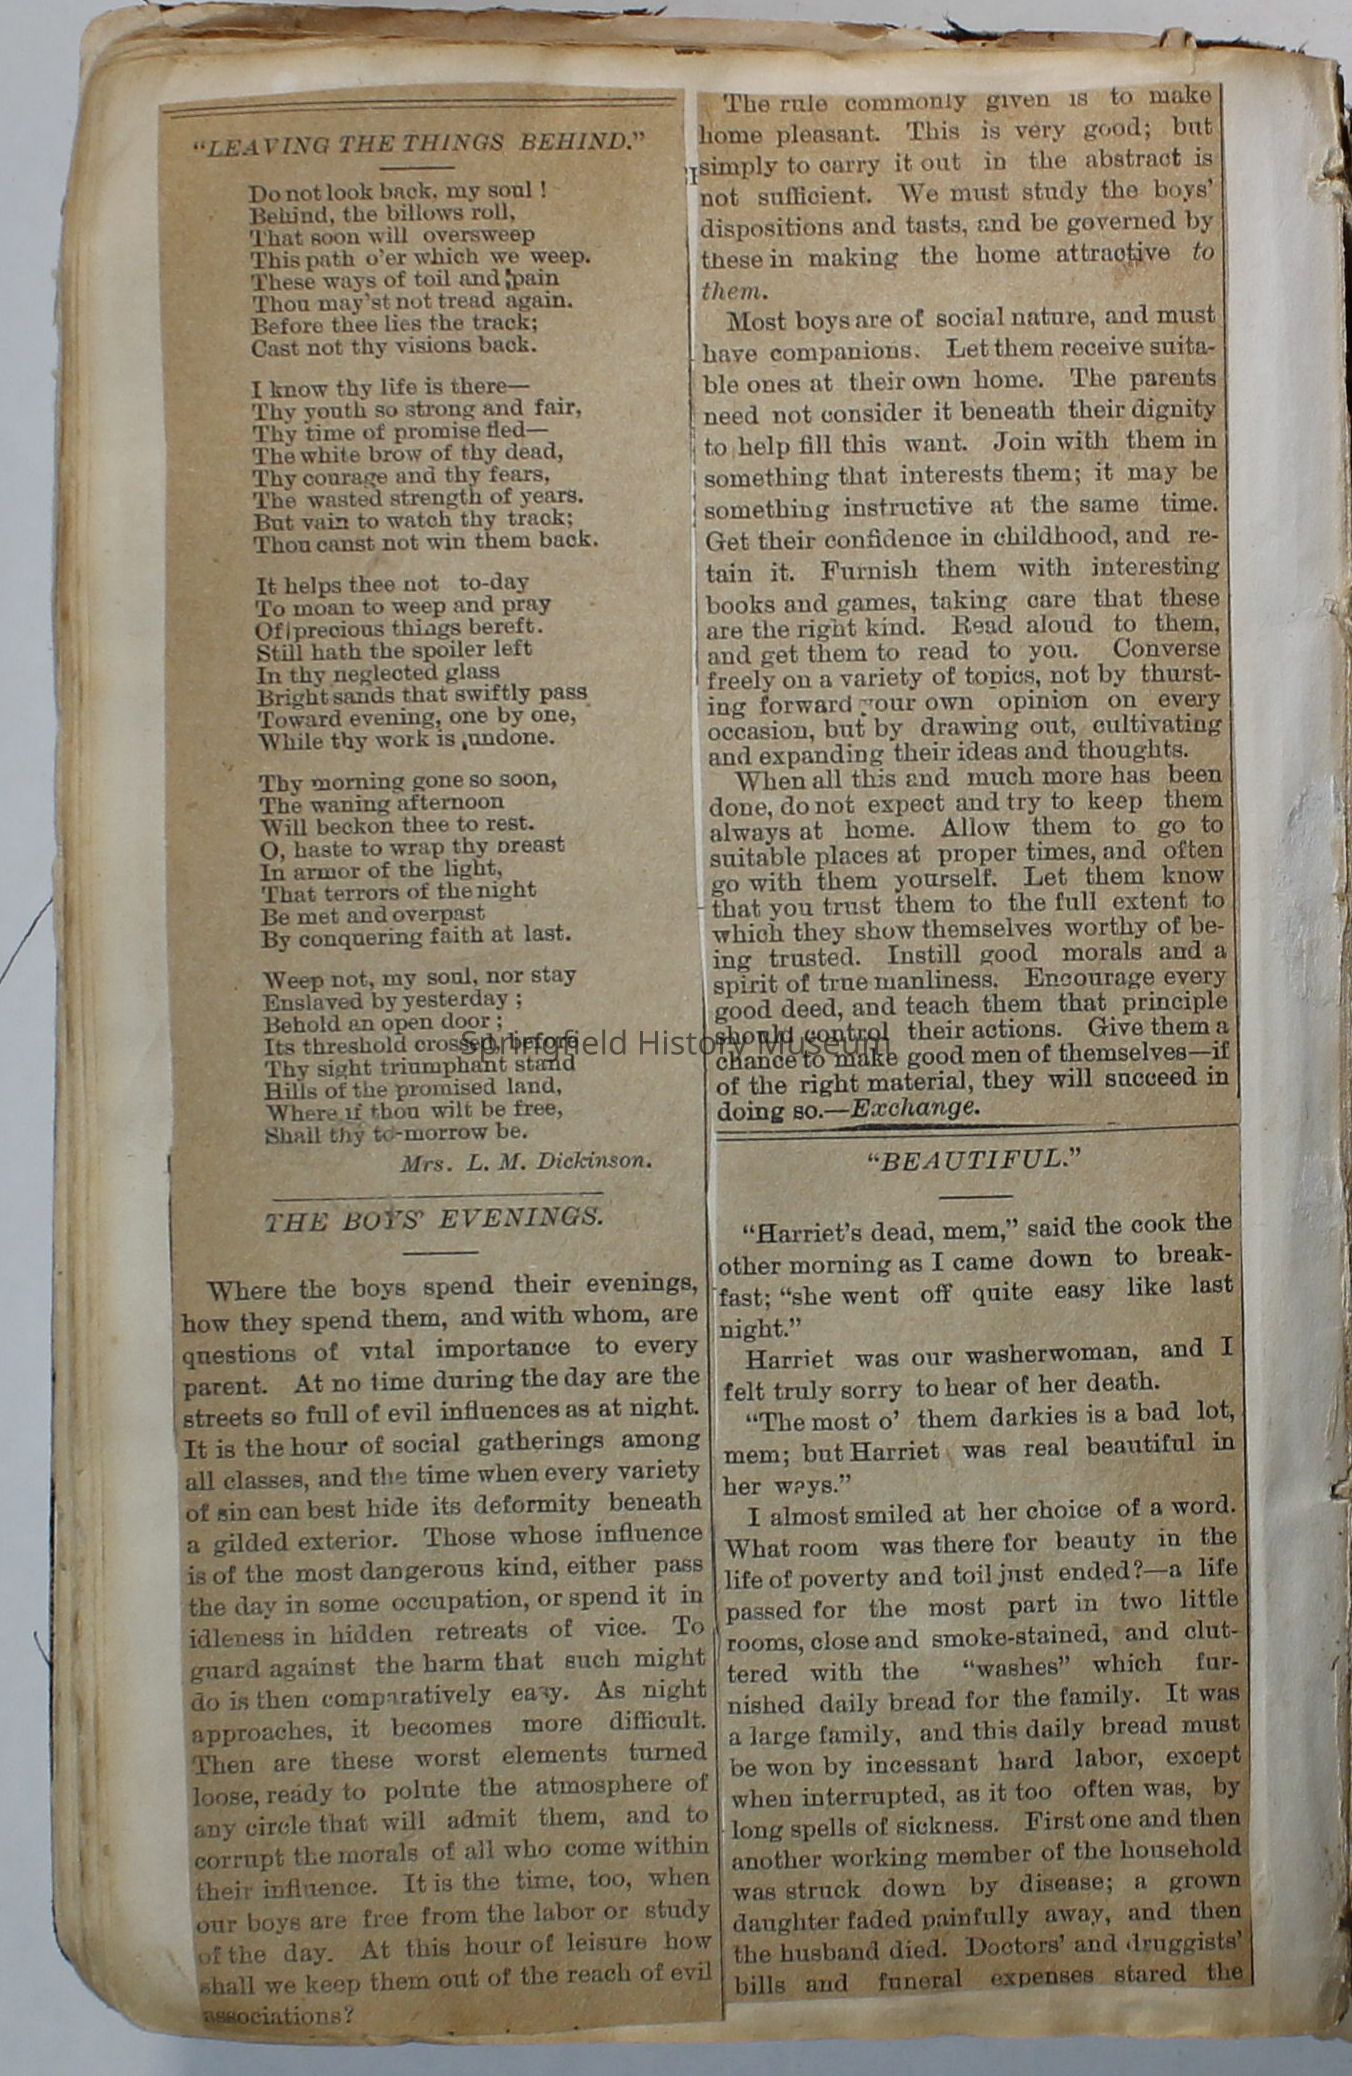 “LEAVING THE THINGS BEHIND.”
Do not look back, my soul!
Behind, the billows roll,
That soon will oversweep
This path o'er which we weep.
These ways of toil and pain
Thou may'st not tread again.
Before thee lies the track;
Cast not thy visions back.
I know thy life is there—
Thy youth so strong and fair,
Thy time of promise fled—
The white brow of thy dead,
Thy courage and thy fears,
The wasted strength of years.
But vain to watch thy track;
Thou canst not win them back.
It helps thee not to-day
To moan to weep and pray
Of precious things bereft.
Still hath the spoiler left
In thy neglected glass
Bright sands that swiftly pass
Toward evening, one by one,
While thy work is undone.
Thy morning gone so soon,
The waning afternoon
Will beckon thee to rest.
O, haste to wrap thy breast
In armor of the light,
That terrors of the night
Be met and overpast
By conquering faith at last.
Weep not, my soul, nor stay
Enslaved by yesterday;
Behold an open door;
Its threshold crossed, before
Thy sight triumphant stand
Hills of the promised land,
Where if thou wilt be free,
Shall thy to-morrow be.
Mrs. L. M. Dickinson.
THE BOYS' EVENINGS.
Where the boys spend their evenings,
how they spend them, and with whom, are
questions of vital importance to every
parent. At no time during the day are the
streets so full of evil influences as at night.
It is the hour of social gatherings among
all classes, and the time when every variety
of sin can best hide its deformity beneath
a gilded exterior. Those whose influence
is of the most dangerous kind, either pass
the day in some occupation, or spend it in
idleness in hidden retreats of vice. To
guard against the harm that such might
do is then comparatively easy. As night
approaches, it becomes more difficult.
Then are these worst elements turned
loose, ready to polute the atmosphere of
any circle that will admit them, and to
corrupt the morals of all who come within
their influence. It is the time, too, when
our boys are free from the labor or study
of the day. At this hour of leisure how
shall we keep them out of the reach of evil
associations?
The rule commonly given is to make
home pleasant. This is very good; but
simply to carry it out in the abstract is
not sufficient. We must study the boys'
dispositions and tasts, and be governed by
these in making the home attractive to
them.
Most boys are of social nature, and must
have companions. Let them receive suita-
ble ones at their own home. The parents
need not consider it beneath their dignity
to help fill this want. Join with them in
something that interests them; it may be
something instructive at the same time.
Get their confidence in childhood, and re-
tain it. Furnish them with interesting
books and games, taking care that these
are the right kind. Read aloud to them,
and get them to read to you. Converse
freely on a variety of topics, not by thurst-
ing forward your own opinion on every
occasion, but by drawing out, cultivating
and expanding their ideas and thoughts.
When all this and much more has been
done, do not expect and try to keep them
always at home. Allow them to go to
suitable places at proper times, and often
go with them yourself. Let them know
that you trust them to the full extent to
which they show themselves worthy of be-
ing trusted. Instill good morals and a
spirit of true manliness. Encourage every
good deed, and teach them that principle
should control their actions. Give them a
chance to make good men of themselves—if
of the right material, they will succeed in
doing so.—Exchange.
“BEAUTIFUL.”
“Harriet's dead, mem,” said the cook the
other morning as I came down to break-
fast; “she went off quite easy like last
night.”
Harriet was our washerwoman, and I
felt truly sorry to hear of her death.
“The most o' them darkies is a bad lot,
mem; but Harriet was real beautiful in
her ways.”
I almost smiled at her choice of a word.
What room was there for beauty in the
life of poverty and toil just ended?—a life
passed for the most part in two little
rooms, close and smoke-stained, and clut-
tered with the “washes” which fur-
nished daily bread for the family. It was
a large family, and this daily bread must
be won by incessant hard labor, except
when interrupted, as it too often was, by
long spells of sickness. First one and then
another working member of the household
was struck down by disease; a grown
daughter faded painfully away, and then
the husband died. Doctors' and druggists'
bills and funeral expenses stared the
Springfield History Museum